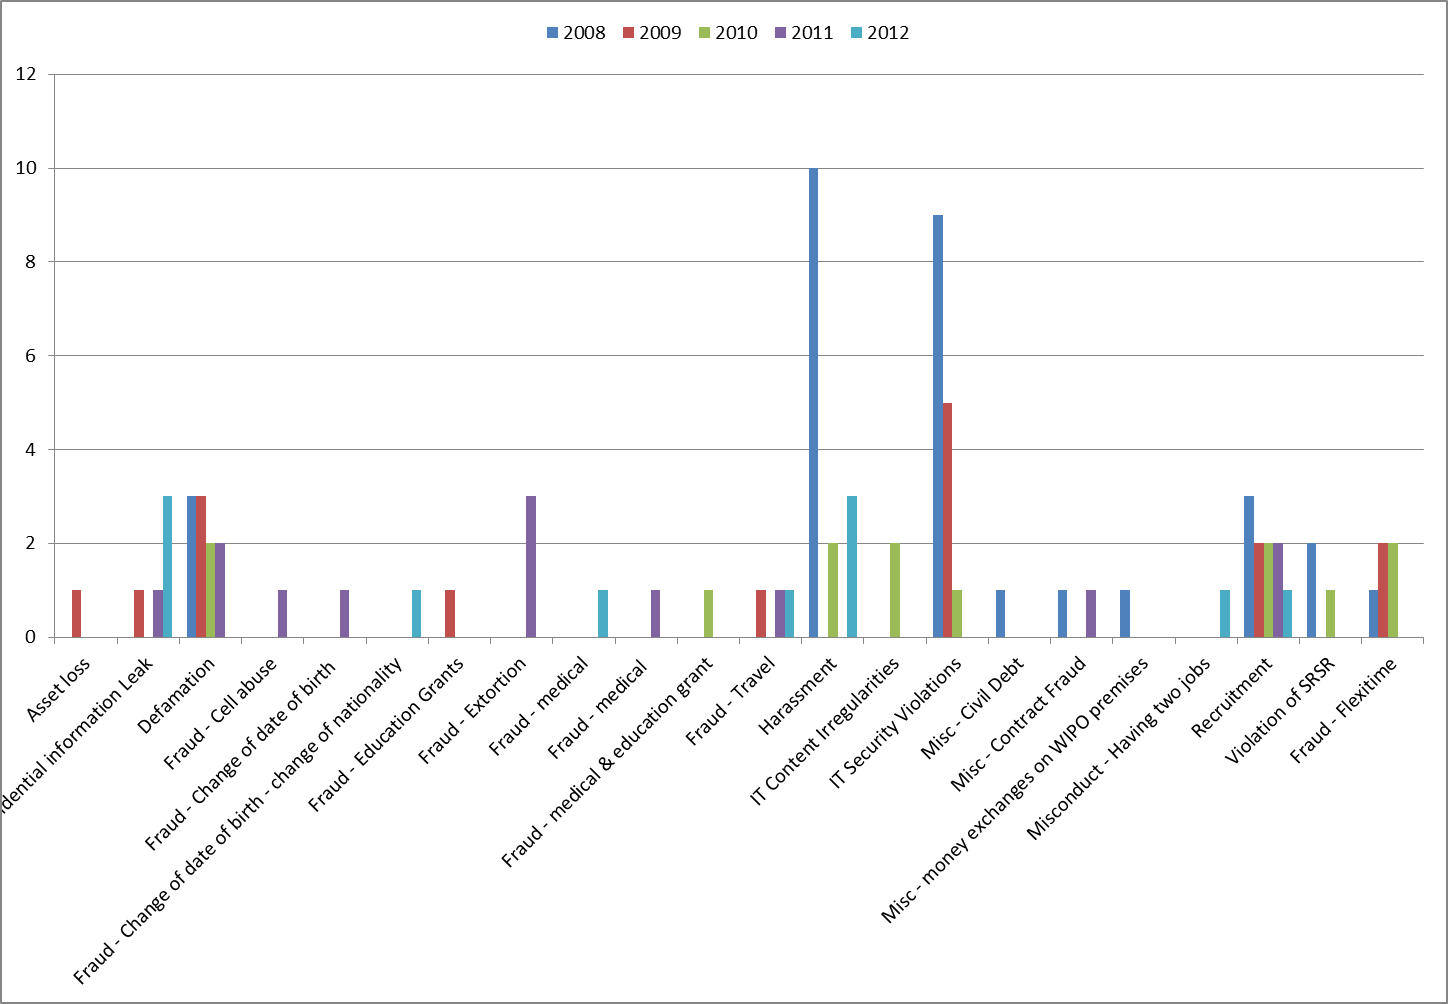 2008 2009 2010 2011 2012
12
10
8
6
4
2
0
Asset loss
idential information Leak
Defamation
Fraud - Cell abuse
Fraud - Change of date of birth
Fraud - Change of date of birth - change of nationality
Fraud - Education Grants
Fraud - Extortion
Fraud - medical
Fraud - medical
Fraud - medical & education grant
Fraud - Travel
Harassment
IT Content Irregularities
IT Security Violations
Misc - Civil Debt
Misc - Contract Fraud
Misc - money exchanges on WIPO premises
Misconduct - Having two jobs
Recruitment
Violation of SRSR
Fraud - Flexitime